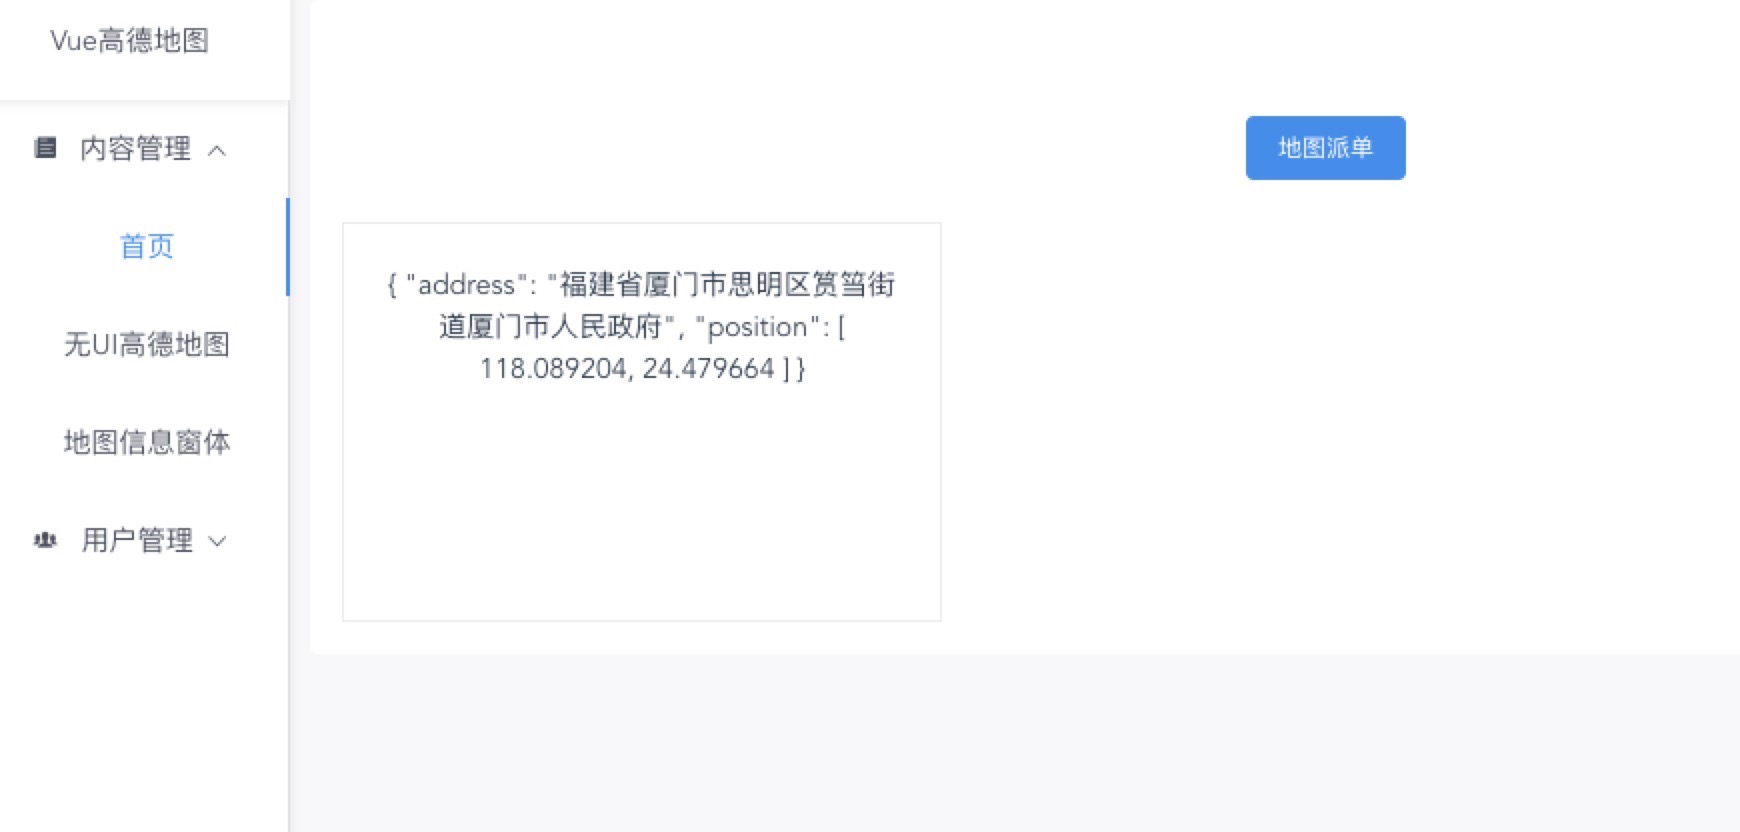 Vue高德地图
内容管理
首页
无UI高德地图
地图信息窗体
用户管理
地图派单
{ "address": "福建省厦门市思明区筼筜街
道厦门市人民政府", "position": [
118.089204, 24.479664 ] }